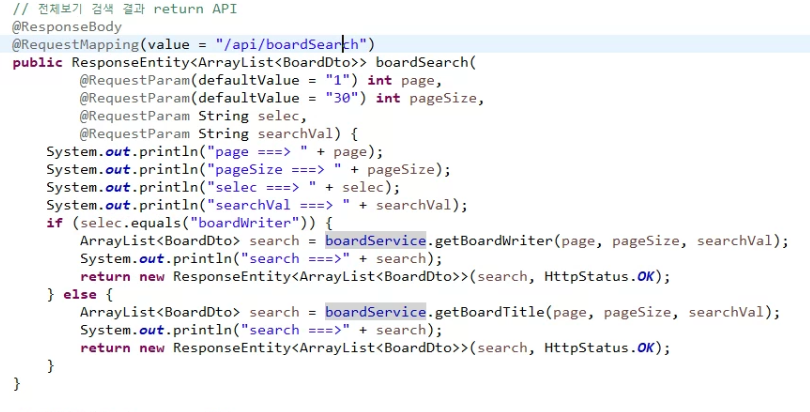 // 전체보기 검색 결과 return API
@ResponseBody
@RequestMapping(value = "/api/boardSearch")
public ResponseEntity<ArrayList<BoardDto>> boardSearch(
        @RequestParam(defaultValue = "1") int page,
        @RequestParam(defaultValue = "30") int pageSize,
        @RequestParam String selec,
        @RequestParam String searchVal) {
    System.out.println("page ===> " + page);
    System.out.println("pageSize ===> " + pageSize);
    System.out.println("selec ===> " + selec);
    System.out.println("searchVal ===> " + searchVal);
    if (selec.equals("boardWriter")) {
        ArrayList<BoardDto> search = boardService.getBoardWriter(page, pageSize, searchVal);
        System.out.println("search ===>" + search);
        return new ResponseEntity<ArrayList<BoardDto>>(search, HttpStatus.OK);
    } else {
        ArrayList<BoardDto> search = boardService.getBoardTitle(page, pageSize, searchVal);
        System.out.println("search ===>" + search);
        return new ResponseEntity<ArrayList<BoardDto>>(search, HttpStatus.OK);
    }
}